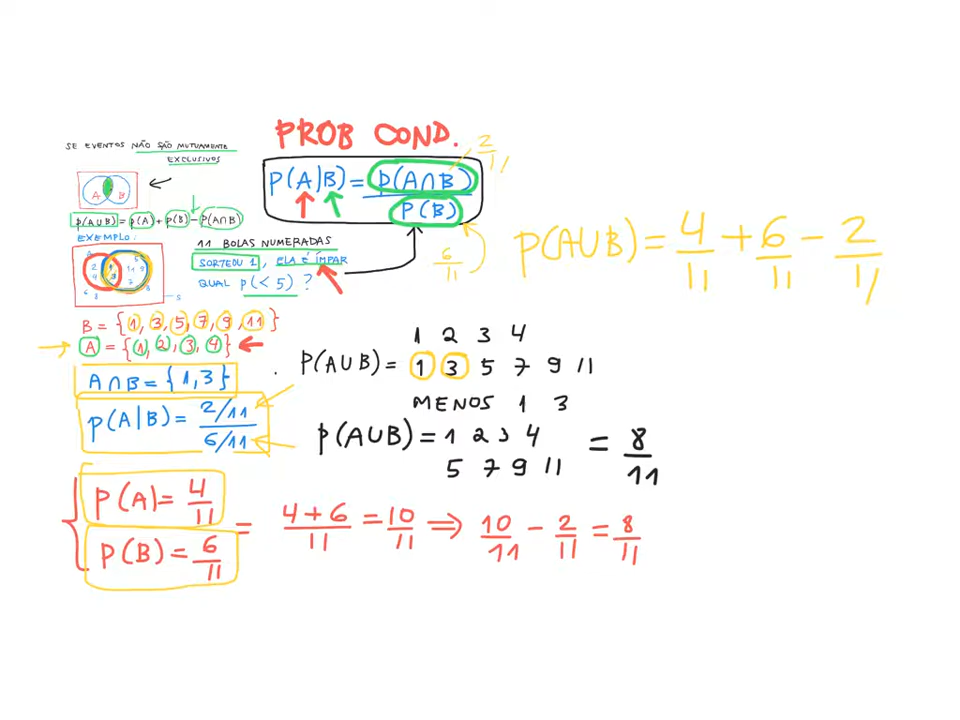 PROB COND.
SE EVENTOS NÃO SÃO MUTUAMENTE
EXCLUSIVOS
A B
P(A∪B) = P(A) + P(B) - P(A∩B)
P(A|B) = P(A∩B) / P(B)
2/11
6/11
P(A∪B) = 4/11 + 6/11 - 2/11
EXEMPLO:
11 BOLAS NUMERADAS
SORTEOU 1, ELA É ÍMPAR
QUAL P(< 5) ?
B = {1, 3, 5, 7, 9, 11}
A = {1, 2, 3, 4}
A∩B = {1, 3}
P(A|B) = 2/11 / 6/11
1 2 3 4
P(A∪B) = 1 3 5 7 9 11
MENOS 1 3
P(A∪B) = 1 2 3 4
5 7 9 11
= 8/11
P(A) = 4/11
P(B) = 6/11
= 4+6/11 = 10/11 ⇒ 10/11 - 2/11 = 8/11